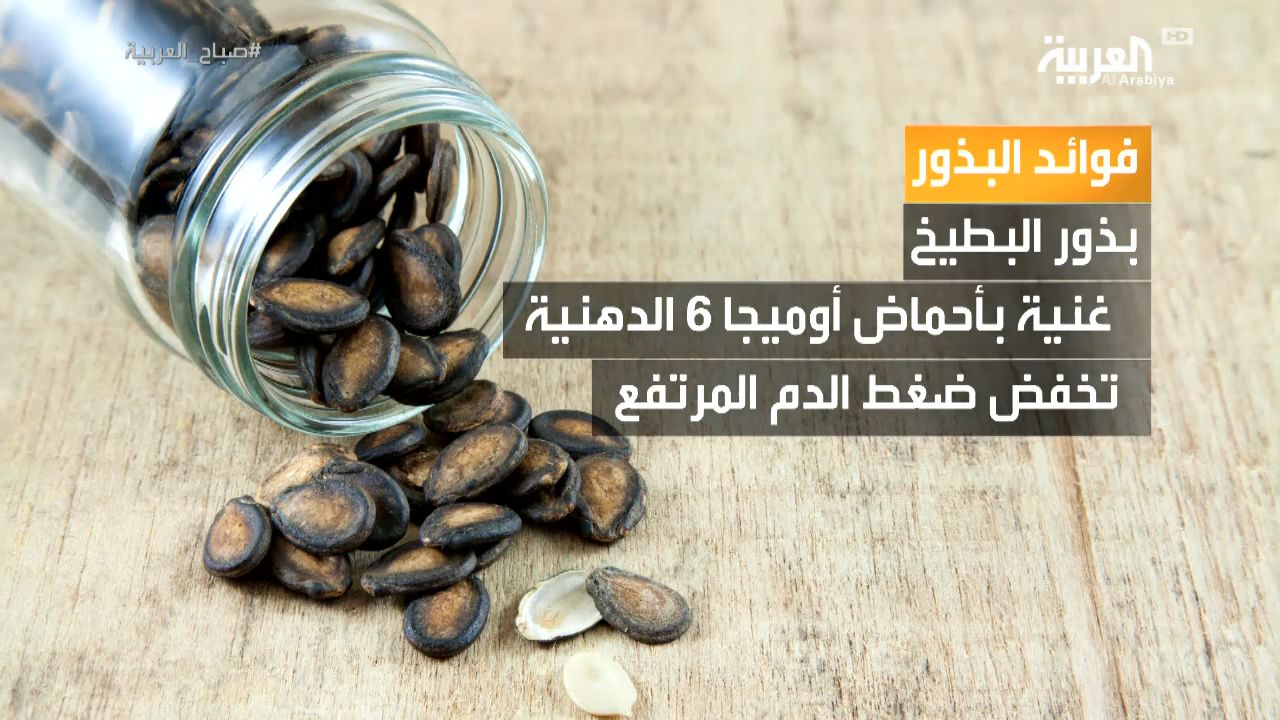 #صباح_العربية
العربية HD
Al Arabiya
فوائد البذور
بذور البطيخ
غنية بأحماض أوميجا 6 الدهنية
تخفض ضغط الدم المرتفع